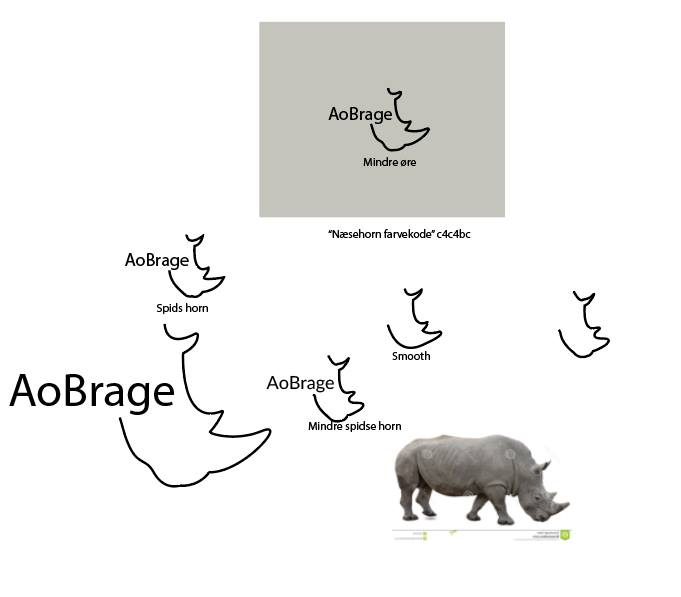 AoBrage
Mindre øre
“Næsehorn farvekode” c4c4bc
AoBrage
Spids horn
Smooth
AoBrage
AoBrage
Mindre spidse horn